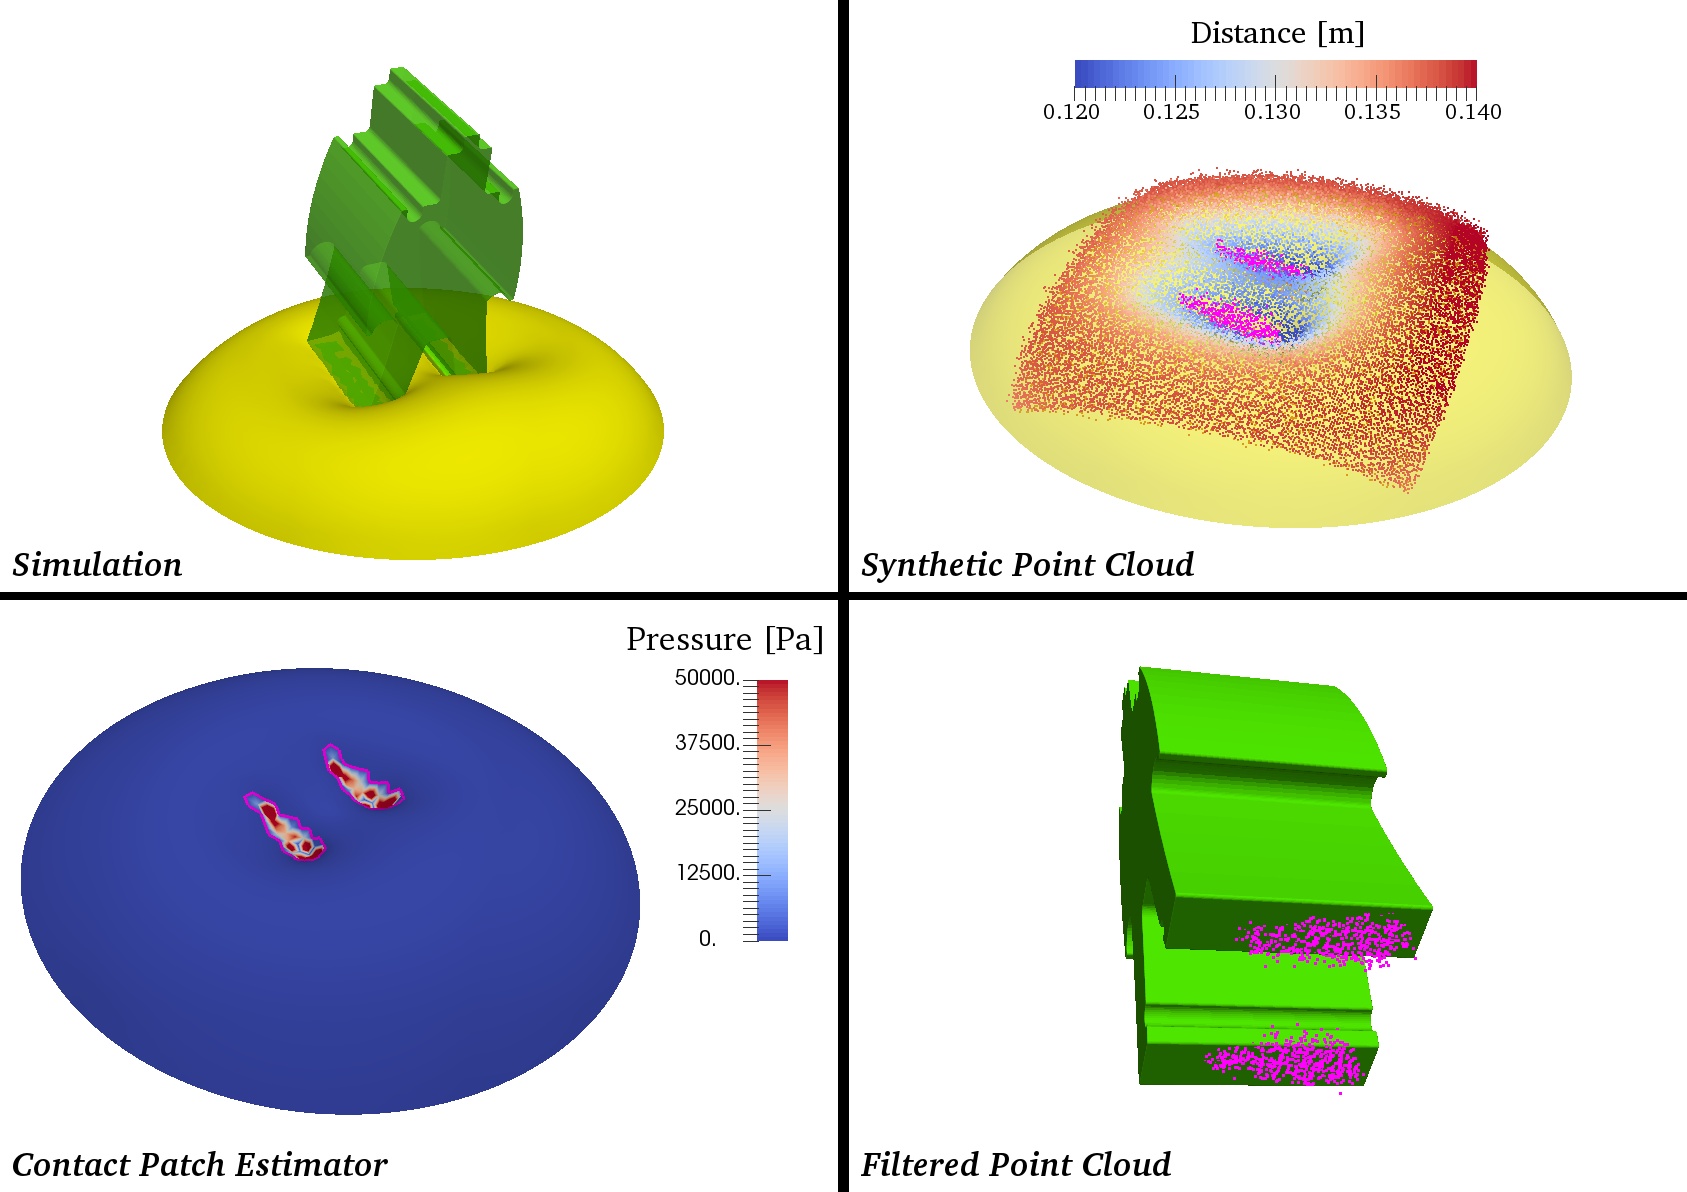 Simulation
Distance [m]
0.120 0.125 0.130 0.135 0.140
Synthetic Point Cloud
Pressure [Pa]
50000.
37500.
25000.
12500.
0.
Contact Patch Estimator
Filtered Point Cloud